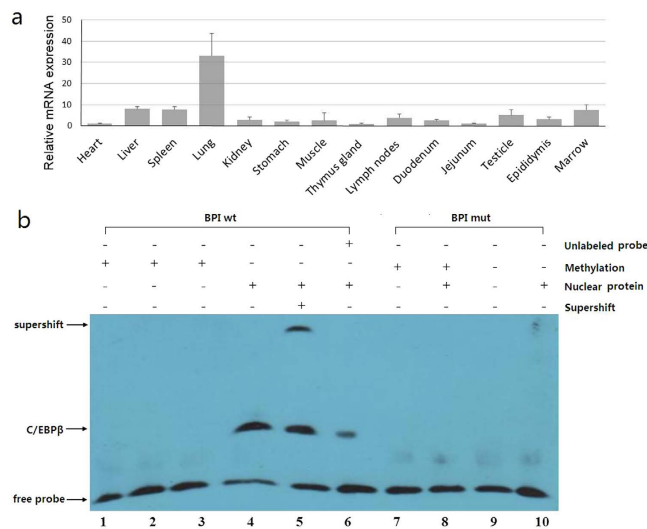 a
Relative mRNA expression
50
40
30
20
10
0
Heart
Liver
Spleen
Lung
Kidney
Stomach
Muscle
Thymus gland
Lymph nodes
Duodenum
Jejunum
Testicle
Epididymis
Marrow
b
BPI wt
BPI mut
- - - - - + - - - - Unlabeled probe
+ + + - - - + + - - Methylation
- - - + + + - + - + Nuclear protein
- - - - + - - - - - Supershift
supershift
C/EBPβ
free probe
1 2 3 4 5 6 7 8 9 10